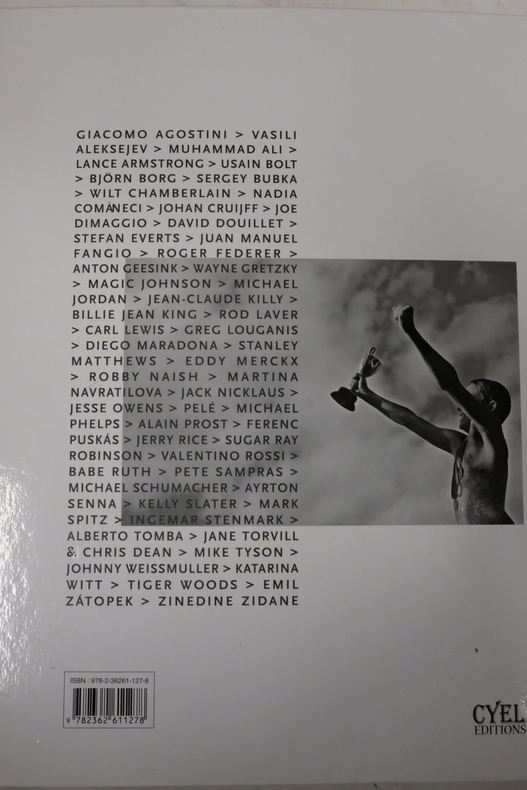 GIACOMO AGOSTINI > VASILI
ALEKSEJEV > MUHAMMAD ALI >
LANCE ARMSTRONG > USAIN BOLT
> BJÖRN BORG > SERGEY BUBKA
> WILT CHAMBERLAIN > NADIA
COMÀNECI > JOHAN CRUIJFF > JOE
DIMAGGIO > DAVID DOUILLET >
STEFAN EVERTS > JUAN MANUEL
FANGIO > ROGER FEDERER >
ANTON GEESINK > WAYNE GRETZKY
> MAGIC JOHNSON > MICHAEL
JORDAN > JEAN-CLAUDE KILLY >
BILLIE JEAN KING > ROD LAVER
> CARL LEWIS > GREG LOUGANIS
> DIEGO MARADONA > STANLEY
MATTHEWS > EDDY MERCKX
> ROBBY NAISH > MARTINA
NAVRATILOVA > JACK NICKLAUS >
JESSE OWENS > PELÉ > MICHAEL
PHELPS > ALAIN PROST > FERENC
PUSKÁS > JERRY RICE > SUGAR RAY
ROBINSON > VALENTINO ROSSI >
BABE RUTH > PETE SAMPRAS >
MICHAEL SCHUMACHER > AYRTON
SENNA > KELLY SLATER > MARK
SPITZ > INGEMAR STENMARK >
ALBERTO TOMBA > JANE TORVILL
& CHRIS DEAN > MIKE TYSON >
JOHNNY WEISSMULLER > KATARINA
WITT > TIGER WOODS > EMIL
ZÁTOPEK > ZINEDINE ZIDANE
ISBN : 978-2-36261-127-8
9 782362 611278
CYEL
EDITIONS